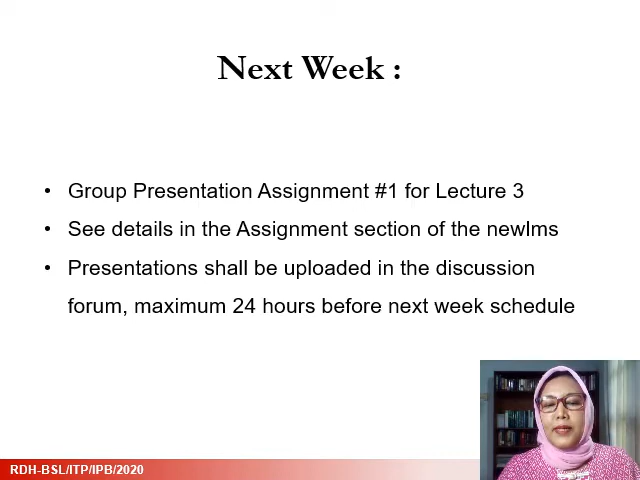 Next Week :
• Group Presentation Assignment #1 for Lecture 3
• See details in the Assignment section of the newlms
• Presentations shall be uploaded in the discussion
forum, maximum 24 hours before next week schedule
RDH-BSL/ITP/IPB/2020